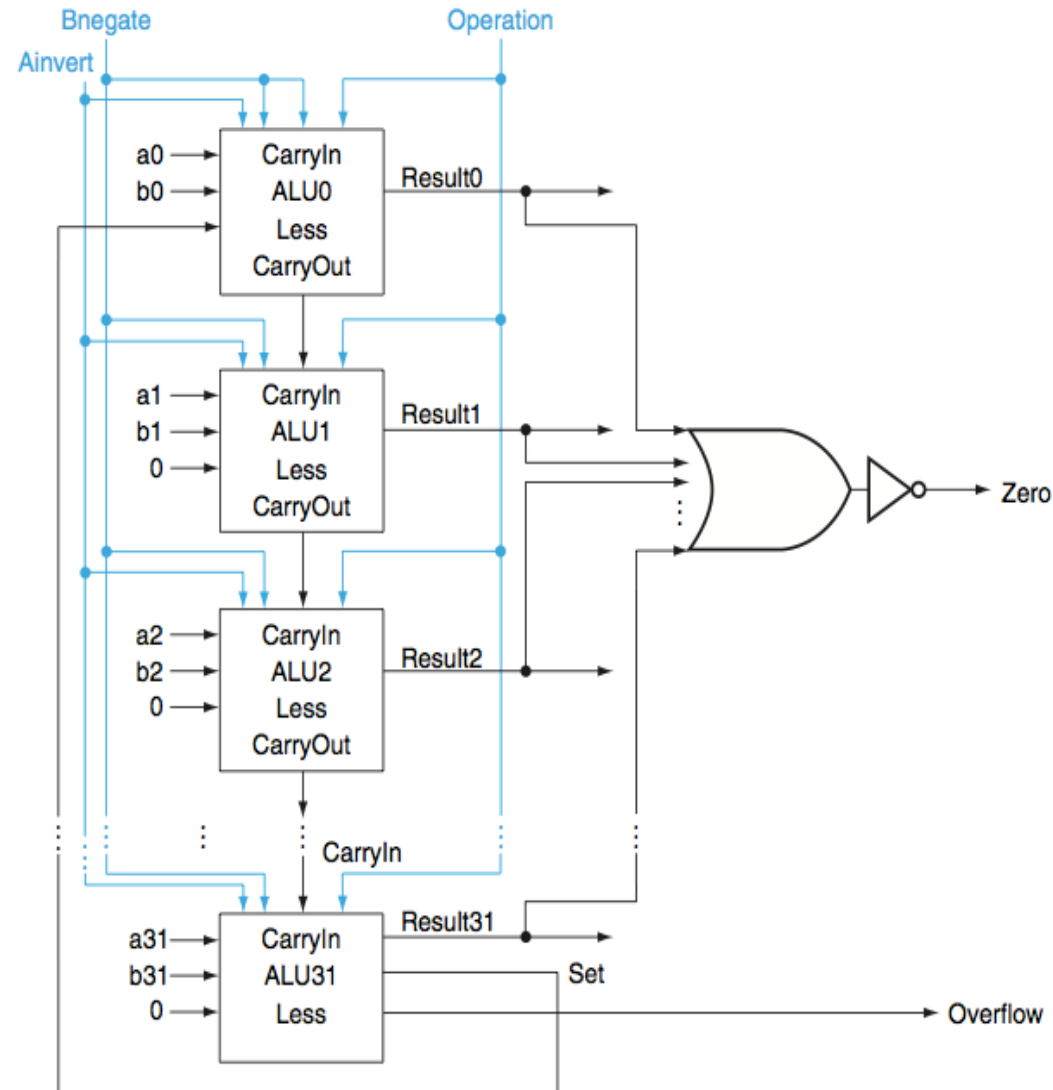 Bnegate
Operation
Ainvert
a0
CarryIn
Result0
b0
ALU0
Less
CarryOut
a1
CarryIn
Result1
b1
ALU1
0
Less
CarryOut
Zero
a2
CarryIn
Result2
b2
ALU2
0
Less
CarryOut
CarryIn
a31
CarryIn
Result31
b31
ALU31
Set
0
Less
Overflow